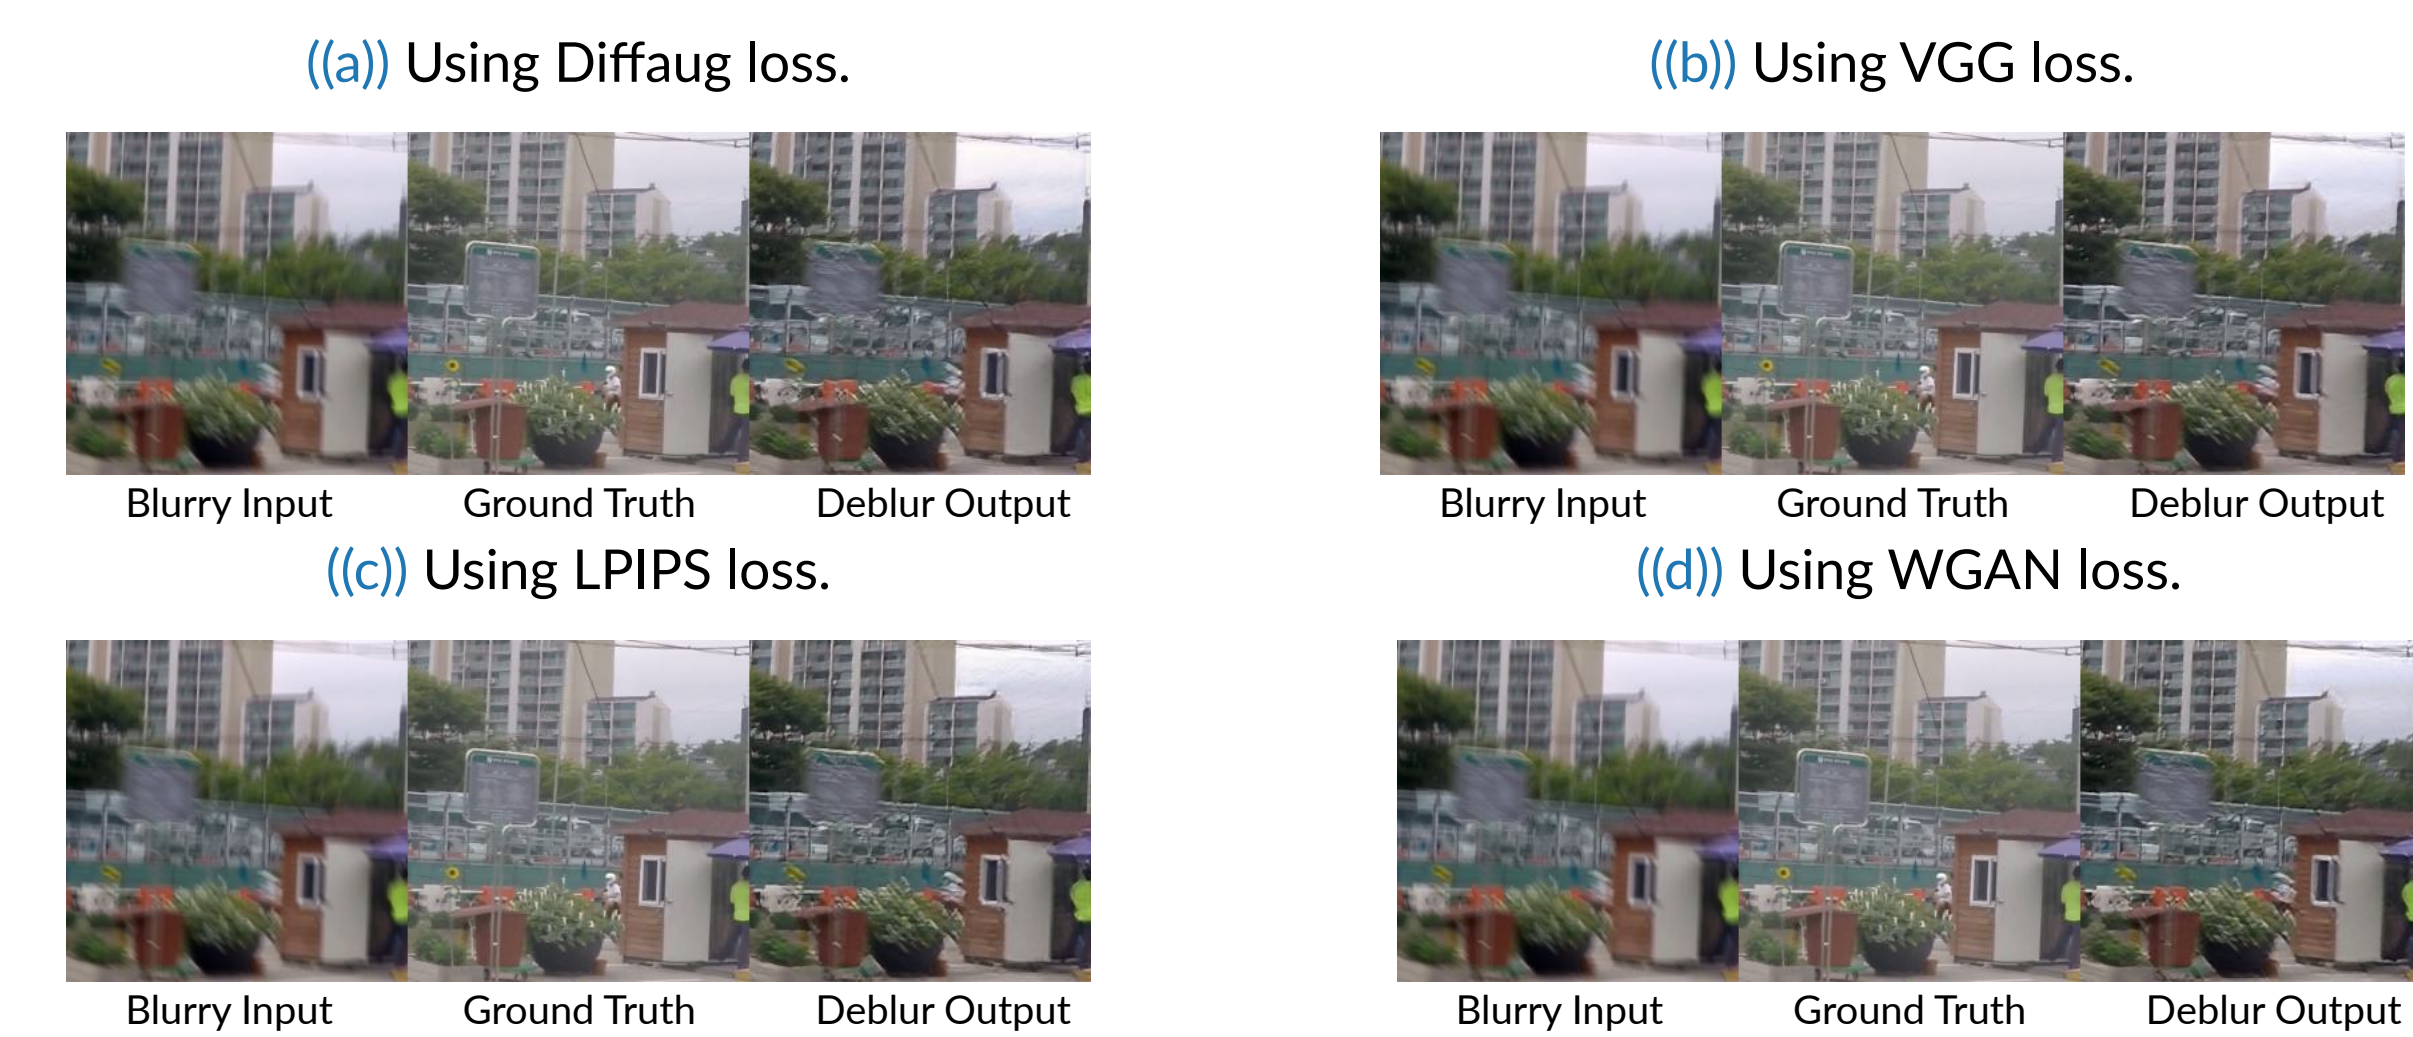 ((a)) Using Diffaug loss.
((b)) Using VGG loss.
Blurry Input Ground Truth Deblur Output
Blurry Input Ground Truth Deblur Output
((c)) Using LPIPS loss.
((d)) Using WGAN loss.
Blurry Input Ground Truth Deblur Output
Blurry Input Ground Truth Deblur Output